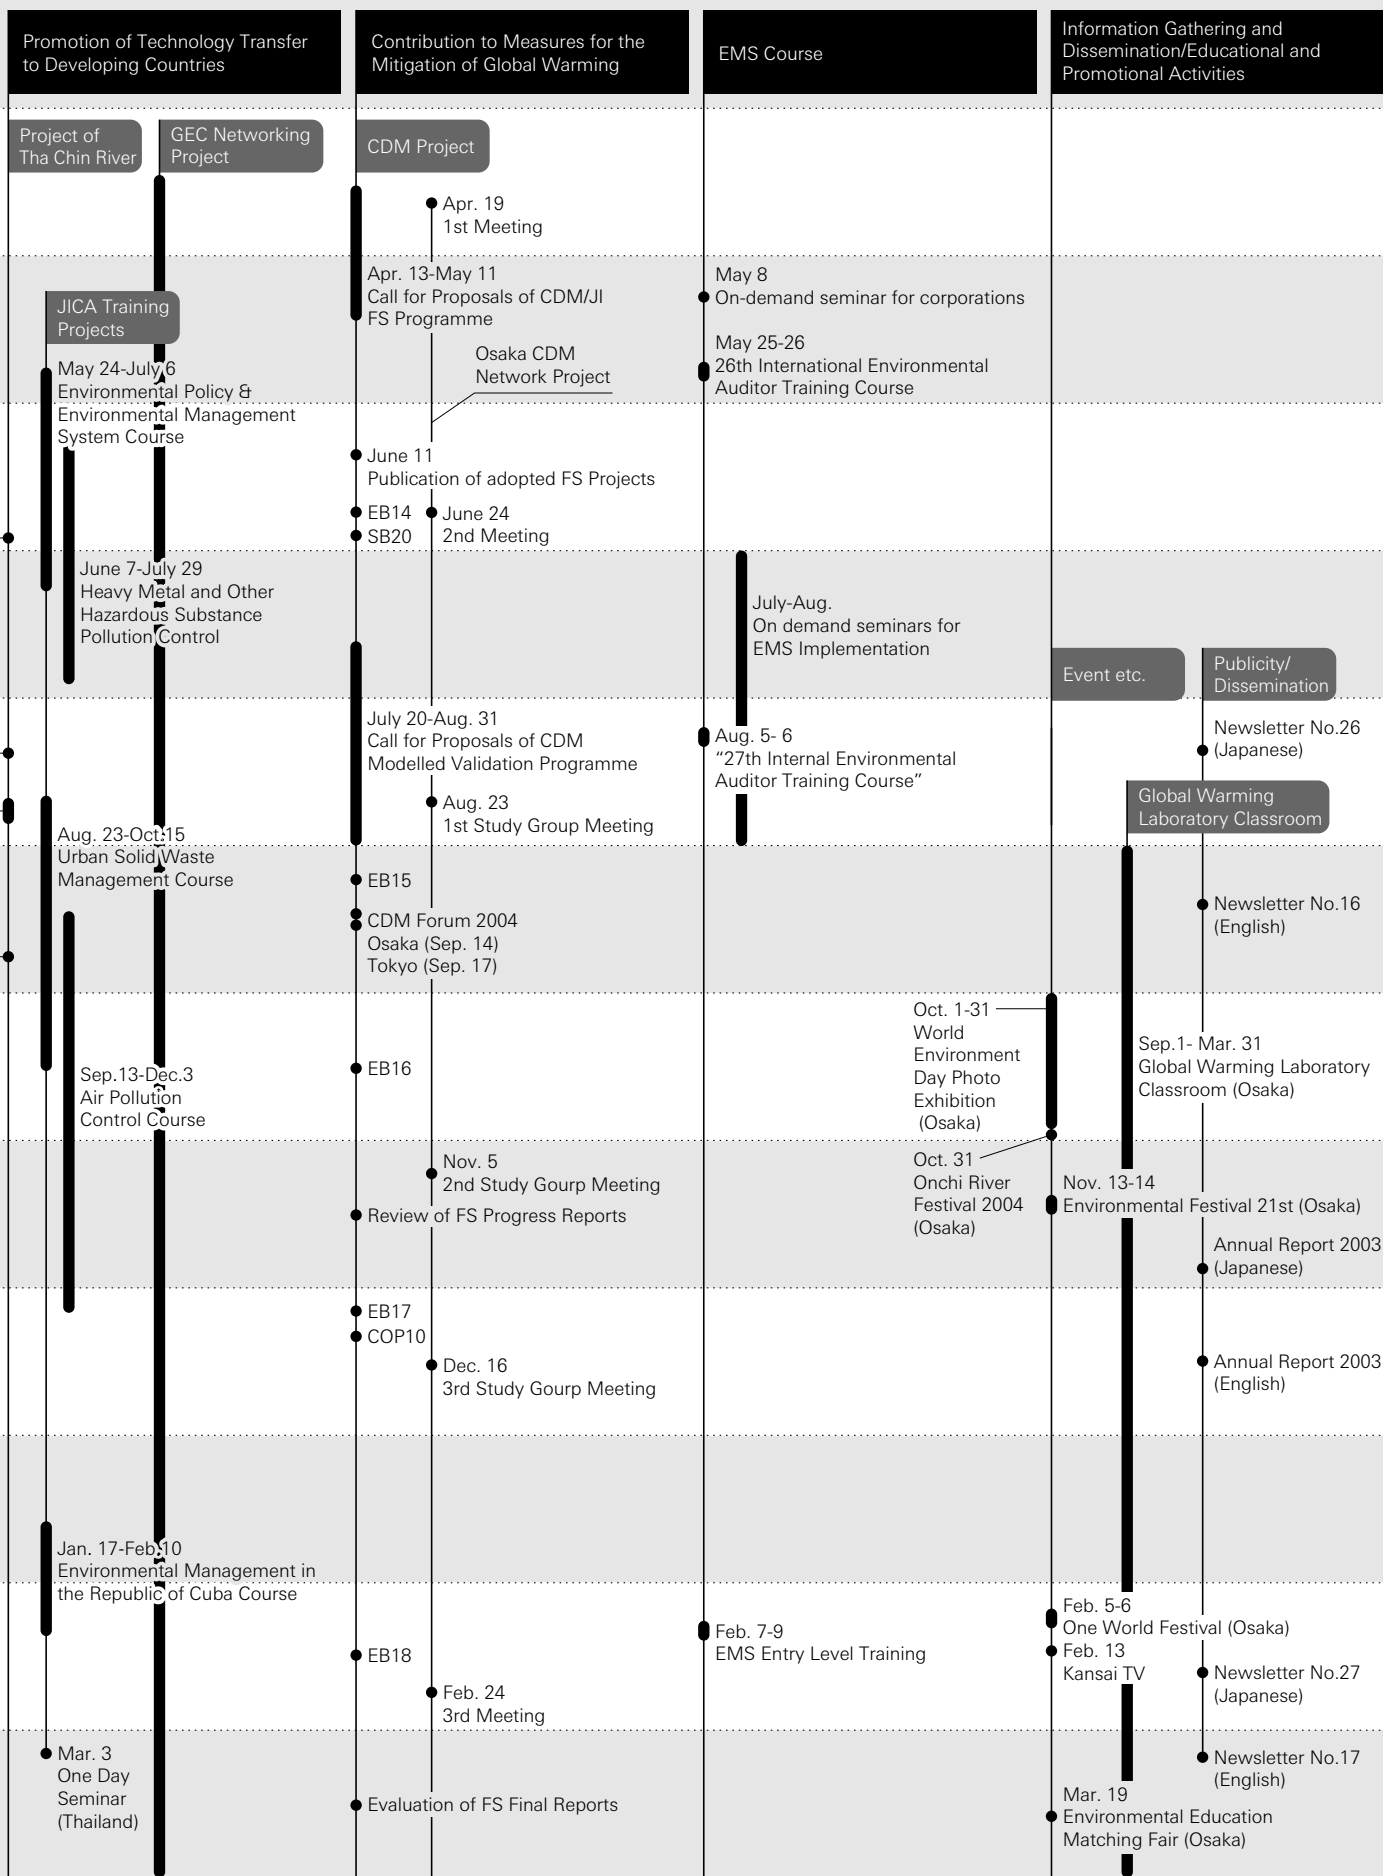 Promotion of Technology Transfer
to Developing Countries
Contribution to Measures for the
Mitigation of Global Warming
EMS Course
Information Gathering and
Dissemination/Educational and
Promotional Activities
Project of
Tha Chin River
GEC Networking
Project
JICA Training
Projects
May 24-July 6
Environmental Policy &
Environmental Management
System Course
June 7-July 29
Heavy Metal and Other
Hazardous Substance
Pollution Control
Aug. 23-Oct.15
Urban Solid Waste
Management Course
Sep.13-Dec.3
Air Pollution
Control Course
Jan. 17-Feb.10
Environmental Management in
the Republic of Cuba Course
Mar. 3
One Day
Seminar
(Thailand)
CDM Project
Apr. 19
1st Meeting
Apr. 13-May 11
Call for Proposals of CDM/JI
FS Programme
Osaka CDM
Network Project
June 11
Publication of adopted FS Projects
EB14
SB20
June 24
2nd Meeting
July 20-Aug. 31
Call for Proposals of CDM
Modelled Validation Programme
Aug. 23
1st Study Group Meeting
EB15
CDM Forum 2004
Osaka (Sep. 14)
Tokyo (Sep. 17)
EB16
Nov. 5
2nd Study Gourp Meeting
Review of FS Progress Reports
EB17
COP10
Dec. 16
3rd Study Gourp Meeting
EB18
Feb. 24
3rd Meeting
Evaluation of FS Final Reports
May 8
On-demand seminar for corporations
May 25-26
26th International Environmental
Auditor Training Course
July-Aug.
On demand seminars for
EMS Implementation
Aug. 5- 6
“27th Internal Environmental
Auditor Training Course”
Feb. 7-9
EMS Entry Level Training
Event etc.
Publicity/
Dissemination
Newsletter No.26
(Japanese)
Global Warming
Laboratory Classroom
Newsletter No.16
(English)
Oct. 1-31
World
Environment
Day Photo
Exhibition
(Osaka)
Sep.1- Mar. 31
Global Warming Laboratory
Classroom (Osaka)
Oct. 31
Onchi River
Festival 2004
(Osaka)
Nov. 13-14
Environmental Festival 21st (Osaka)
Annual Report 2003
(Japanese)
Annual Report 2003
(English)
Feb. 5-6
One World Festival (Osaka)
Feb. 13
Kansai TV
Newsletter No.27
(Japanese)
Newsletter No.17
(English)
Mar. 19
Environmental Education
Matching Fair (Osaka)